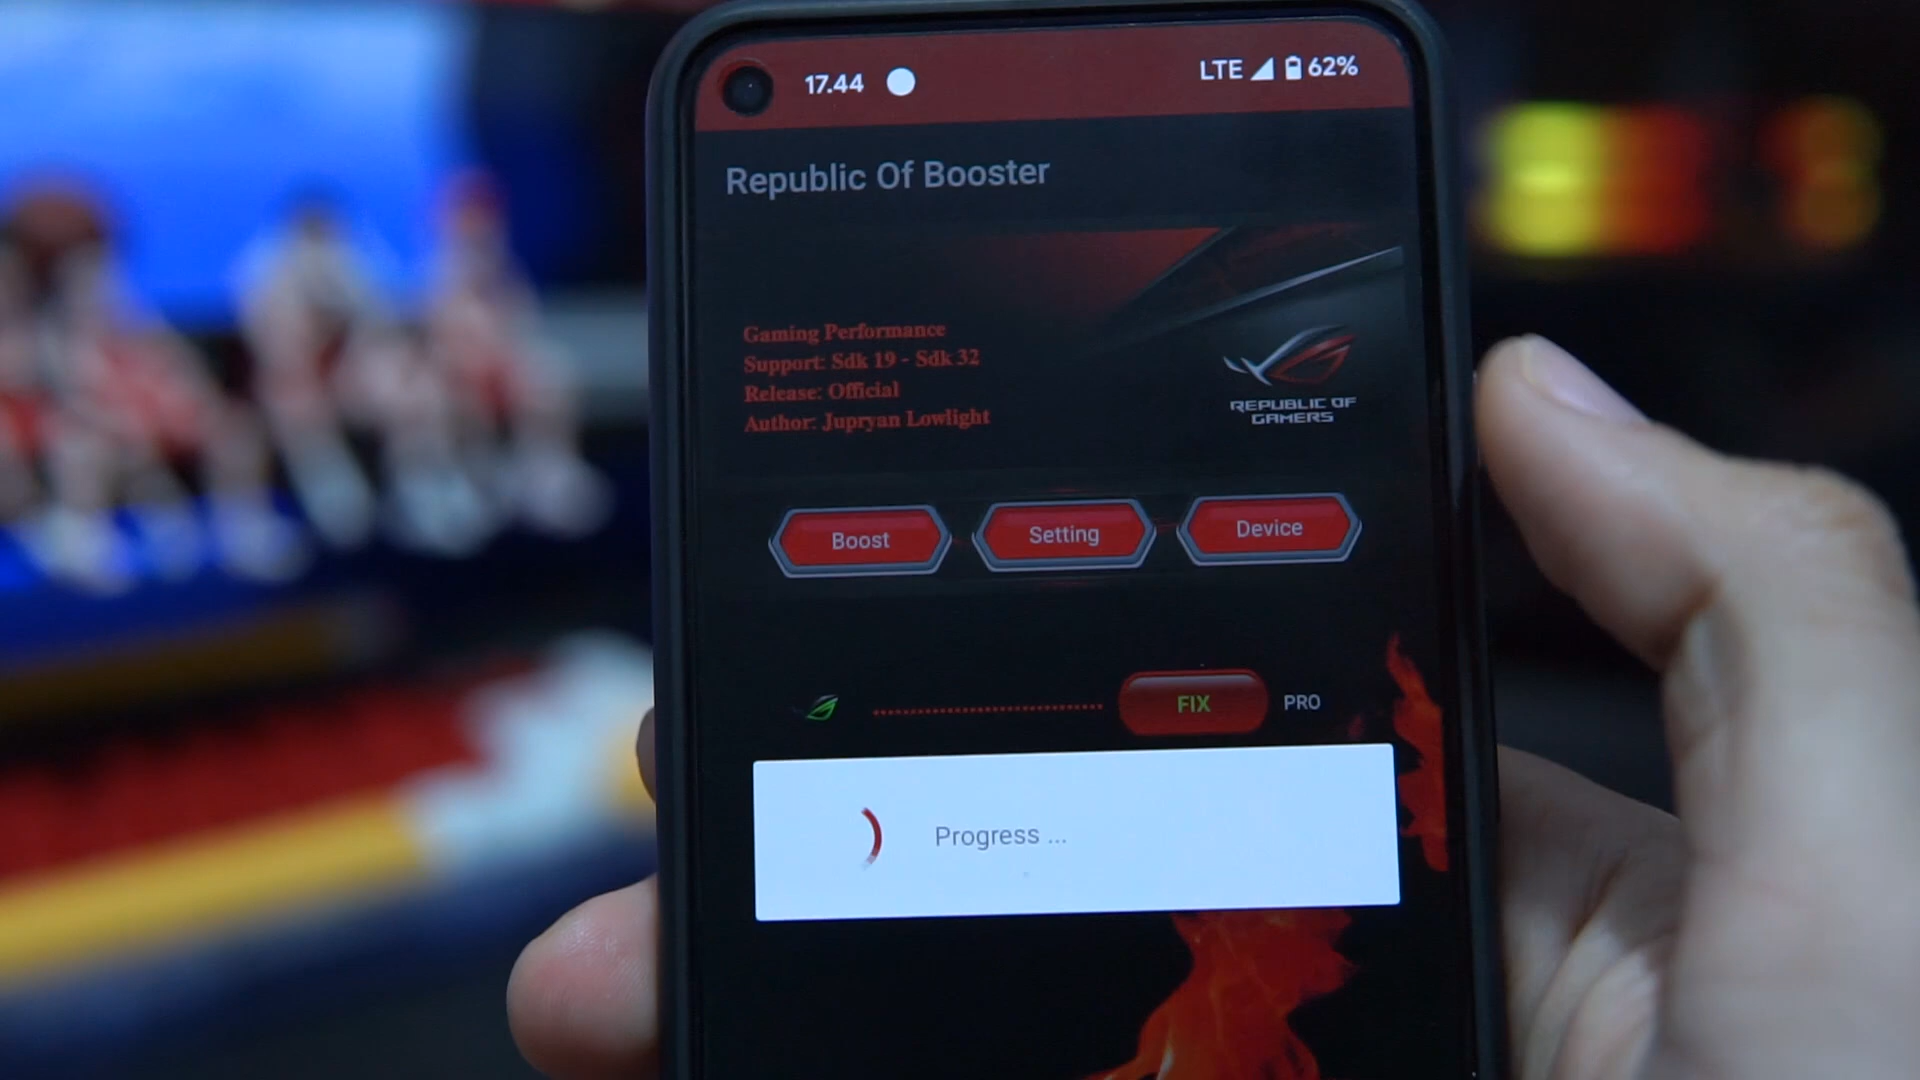 17.44
LTE 62%
Republic Of Booster
Gaming Performance
Support: Sdk 19 - Sdk 32
Release: Official
Author: Jupryan Lowlight
REPUBLIC OF
GAMERS
Boost Setting Device
FIX PRO
Progress ...